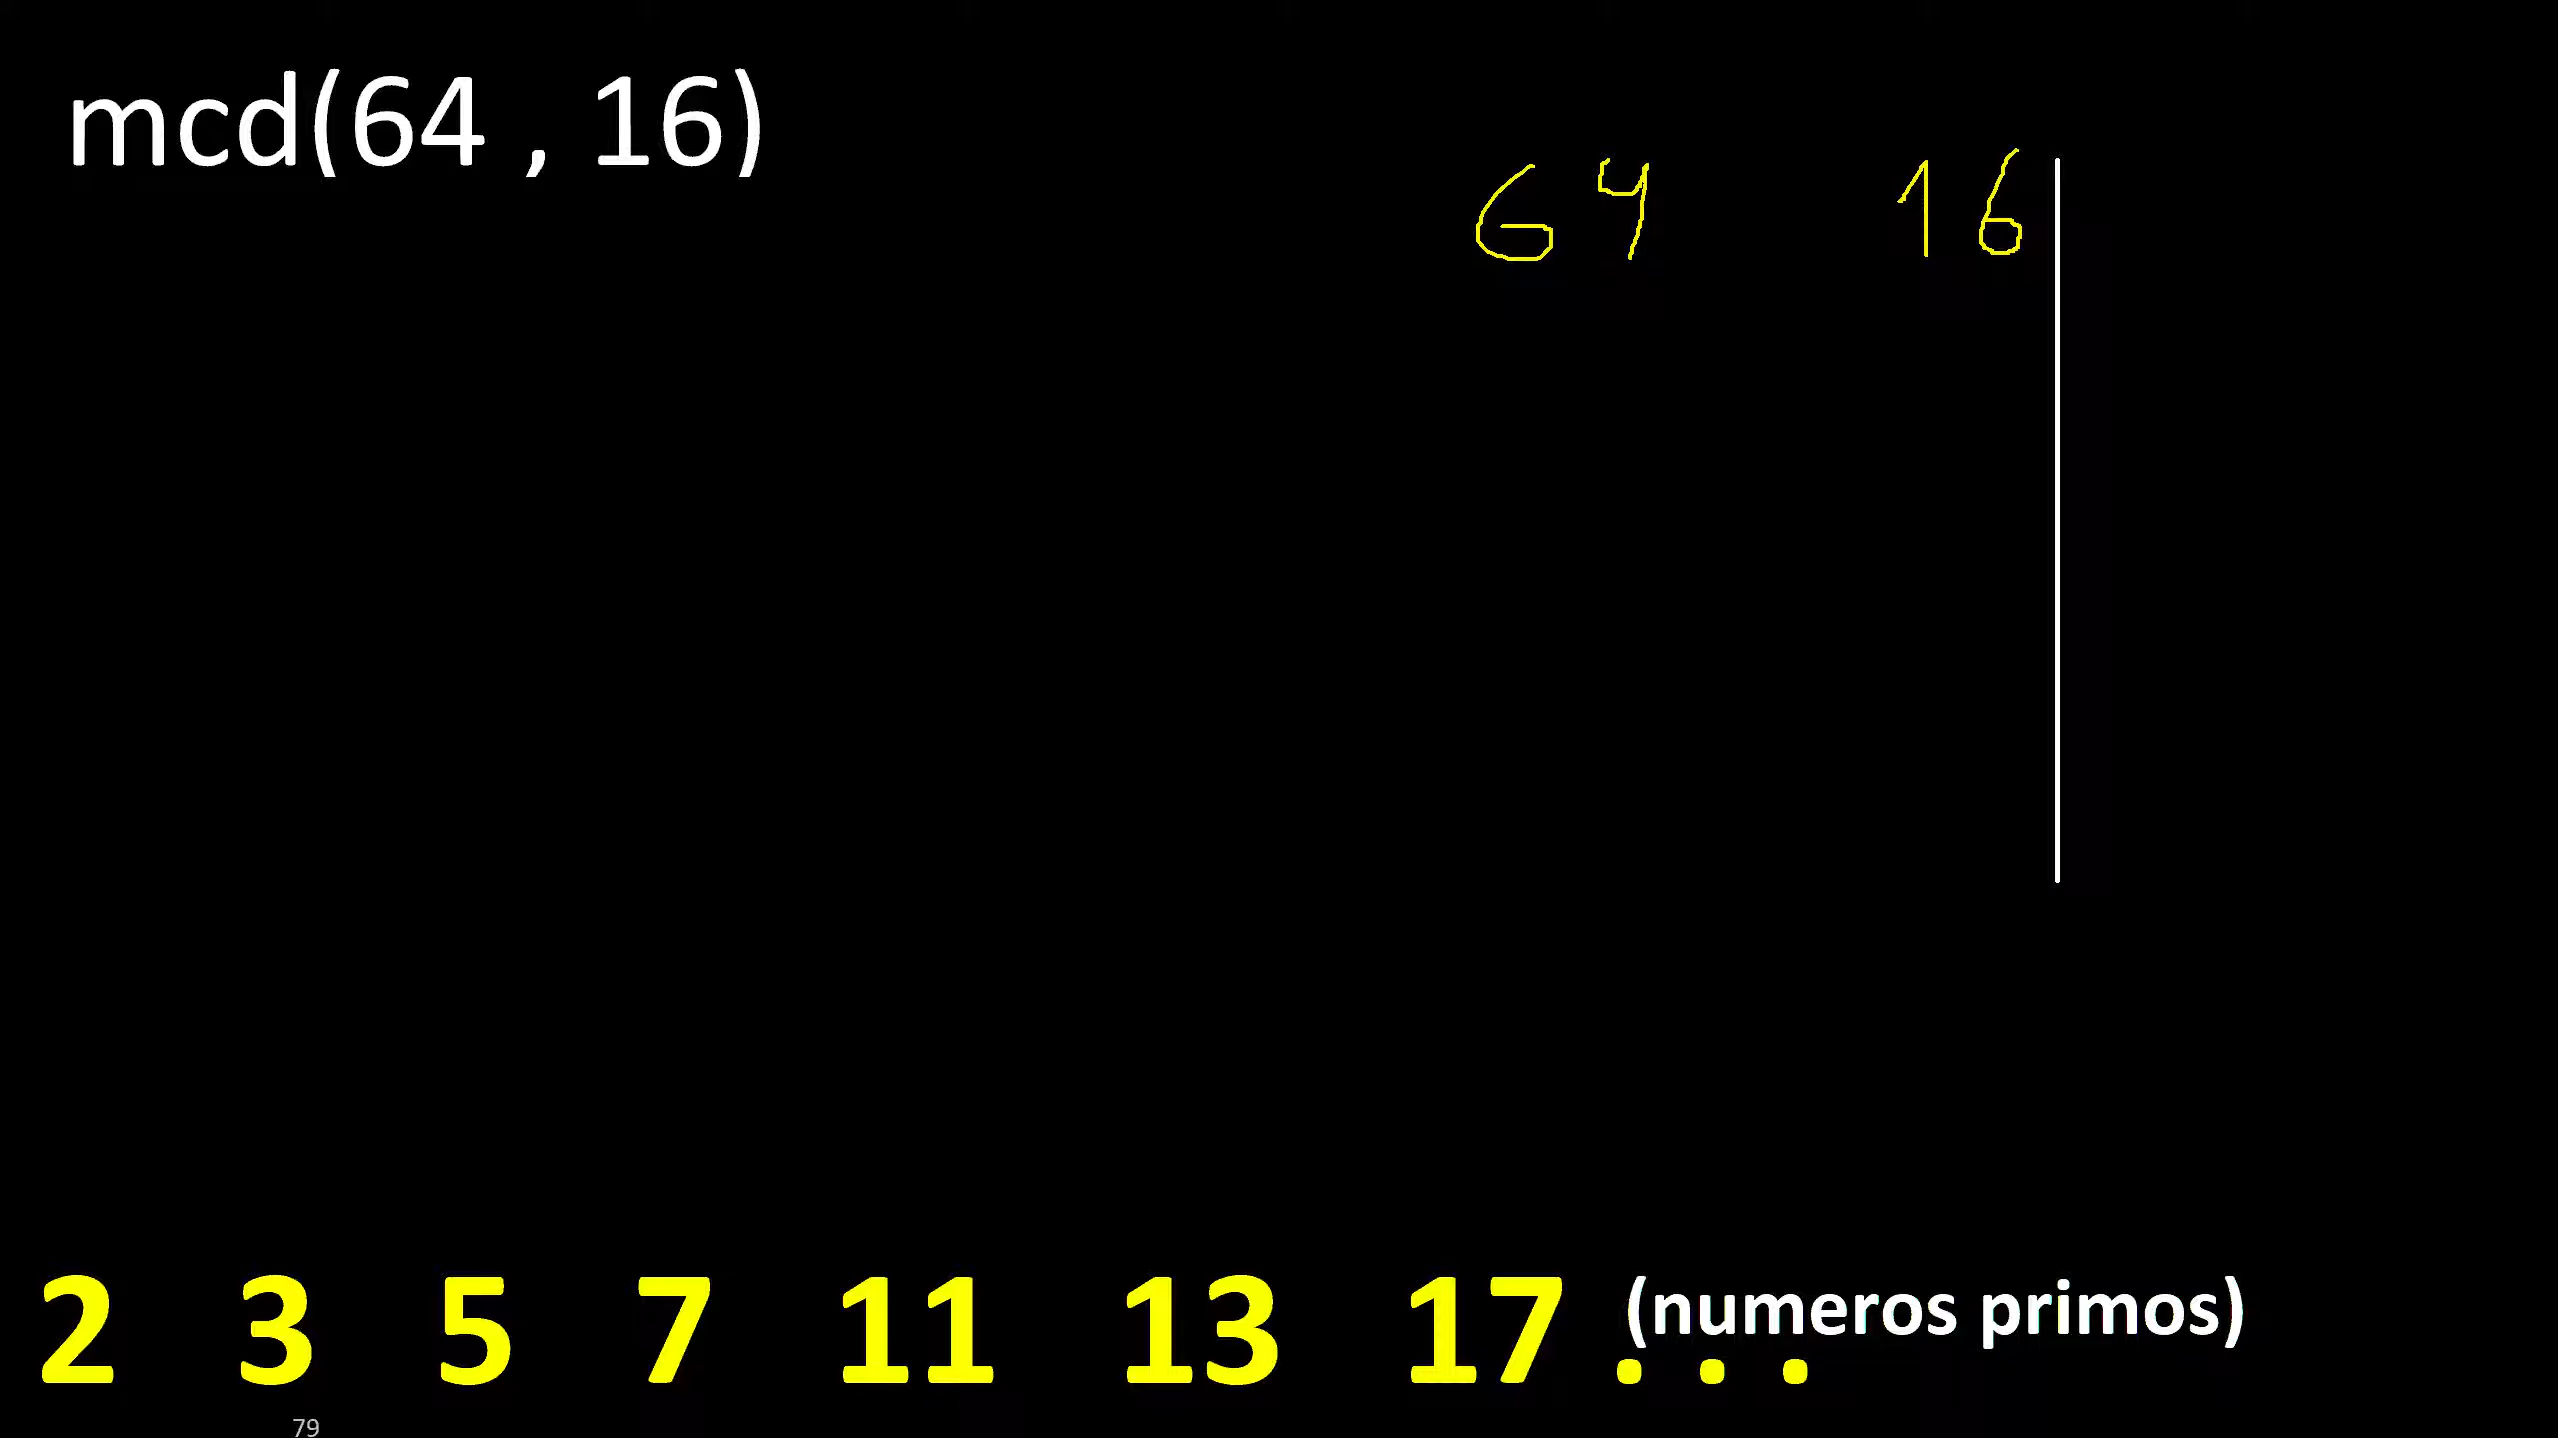 mcd(64 , 16)
64 16
2 3 5 7 11 13 17 . . . (numeros primos)
79